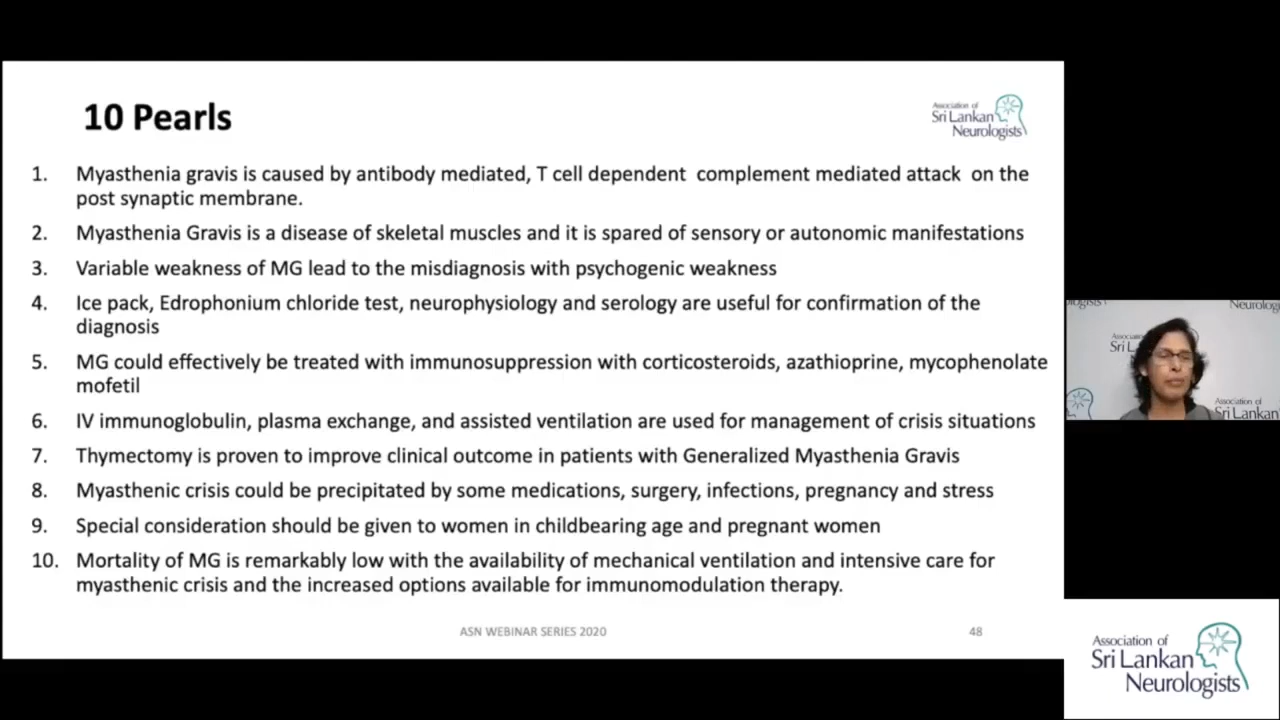 10 Pearls
Association of
Sri Lankan
Neurologists
1. Myasthenia gravis is caused by antibody mediated, T cell dependent complement mediated attack on the
post synaptic membrane.
2. Myasthenia Gravis is a disease of skeletal muscles and it is spared of sensory or autonomic manifestations
3. Variable weakness of MG lead to the misdiagnosis with psychogenic weakness
4. Ice pack, Edrophonium chloride test, neurophysiology and serology are useful for confirmation of the
diagnosis
5. MG could effectively be treated with immunosuppression with corticosteroids, azathioprine, mycophenolate
mofetil
6. IV immunoglobulin, plasma exchange, and assisted ventilation are used for management of crisis situations
7. Thymectomy is proven to improve clinical outcome in patients with Generalized Myasthenia Gravis
8. Myasthenic crisis could be precipitated by some medications, surgery, infections, pregnancy and stress
9. Special consideration should be given to women in childbearing age and pregnant women
10. Mortality of MG is remarkably low with the availability of mechanical ventilation and intensive care for
myasthenic crisis and the increased options available for immunomodulation therapy.
ASN WEBINAR SERIES 2020
48
Neurolog
Association of
Sri Lankan
Association of
Sri Lankan
Neurologists